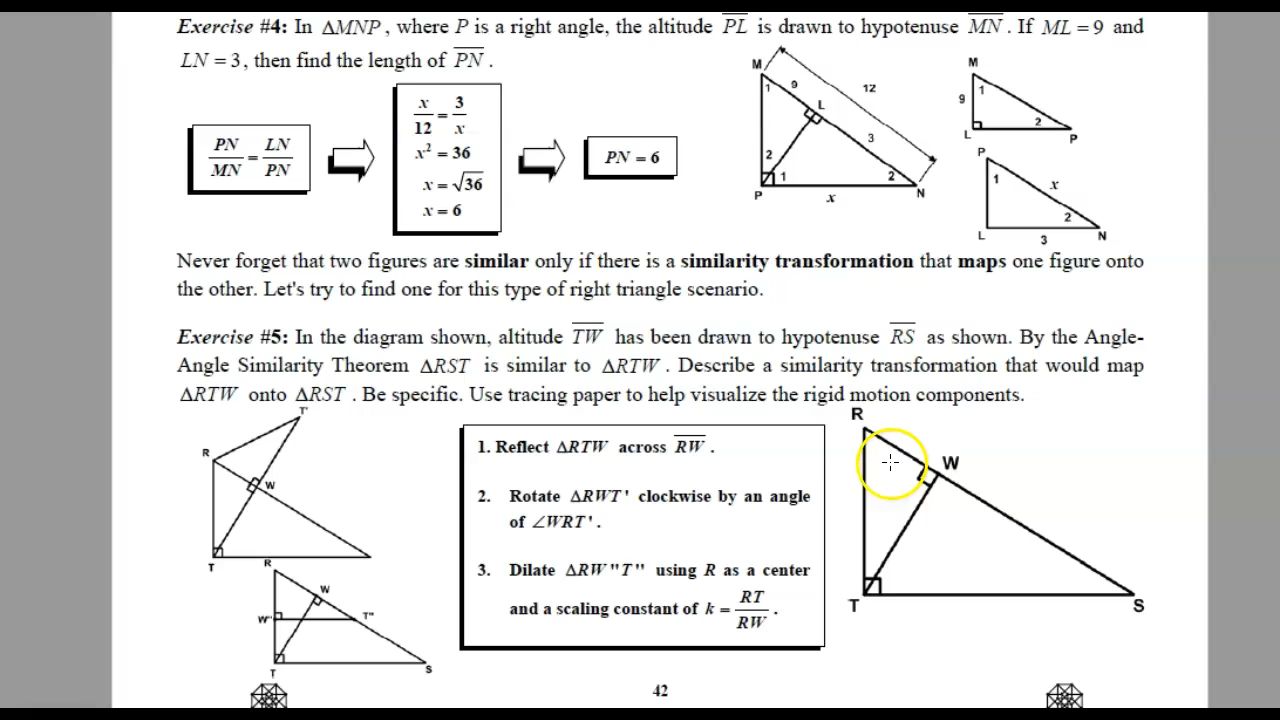 Exercise #4: In ΔMNP, where P is a right angle, the altitude PL is drawn to hypotenuse MN. If ML = 9 and
LN = 3, then find the length of PN.
PN/MN = LN/PN
x/12 = 3/x
x² = 36
x = √36
x = 6
PN = 6
M
9
L
12
1
3
2
2
1
P
x
N
M
1
9
2
L
P
P
1
x
2
L
3
N
Never forget that two figures are similar only if there is a similarity transformation that maps one figure onto
the other. Let's try to find one for this type of right triangle scenario.
Exercise #5: In the diagram shown, altitude TW has been drawn to hypotenuse RS as shown. By the Angle-
Angle Similarity Theorem ΔRST is similar to ΔRTW. Describe a similarity transformation that would map
ΔRTW onto ΔRST. Be specific. Use tracing paper to help visualize the rigid motion components.
T'
R
W
T
R
W
W"
T"
T
S
1. Reflect ΔRTW across RW.
2. Rotate ΔRWT' clockwise by an angle
of ∠WRT'.
3. Dilate ΔRW"T" using R as a center
and a scaling constant of k = RT/RW.
R
W
T
S
42